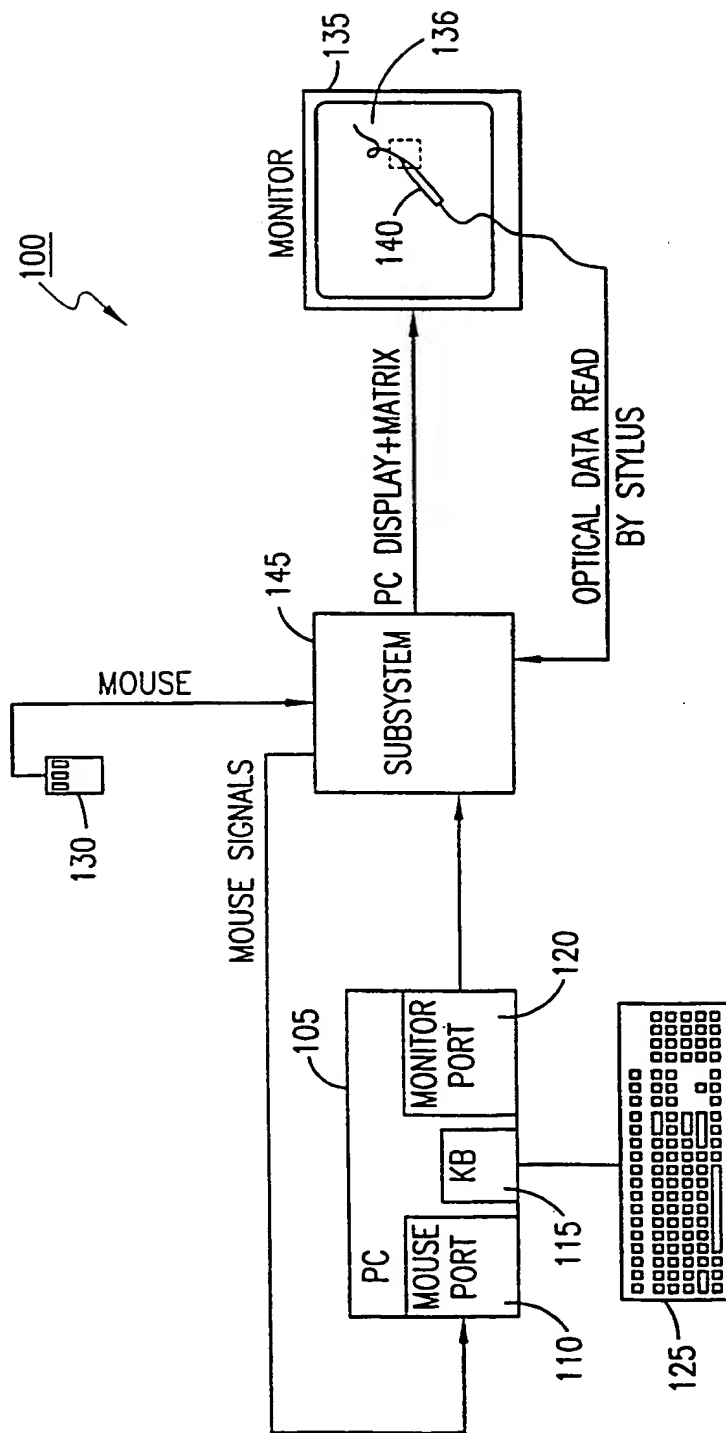 100
MONITOR
135
136
140
PC DISPLAY+MATRIX
OPTICAL DATA READ
BY STYLUS
145
SUBSYSTEM
MOUSE
130
MOUSE SIGNALS
105
PC
MOUSE
PORT
110
KB
115
MONITOR
PORT
120
125